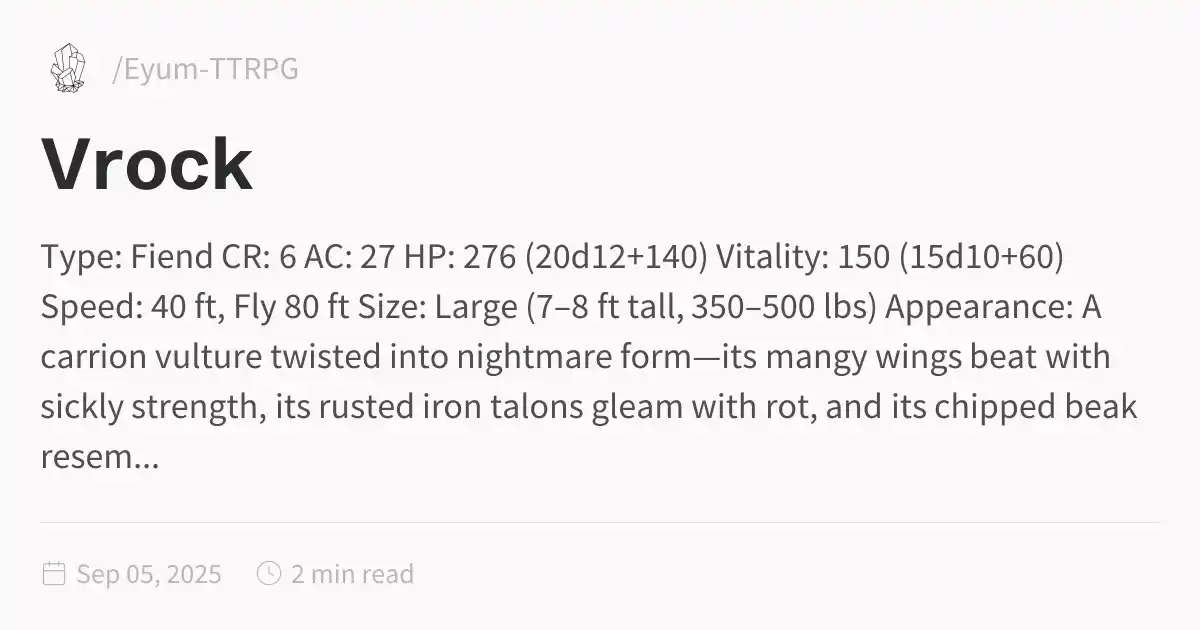 /Eyum-TTRPG
Vrock
Type: Fiend CR: 6 AC: 27 HP: 276 (20d12+140) Vitality: 150 (15d10+60)
Speed: 40 ft, Fly 80 ft Size: Large (7–8 ft tall, 350–500 lbs) Appearance: A
carrion vulture twisted into nightmare form—its mangy wings beat with
sickly strength, its rusted iron talons gleam with rot, and its chipped beak
resem...
Sep 05, 2025 2 min read